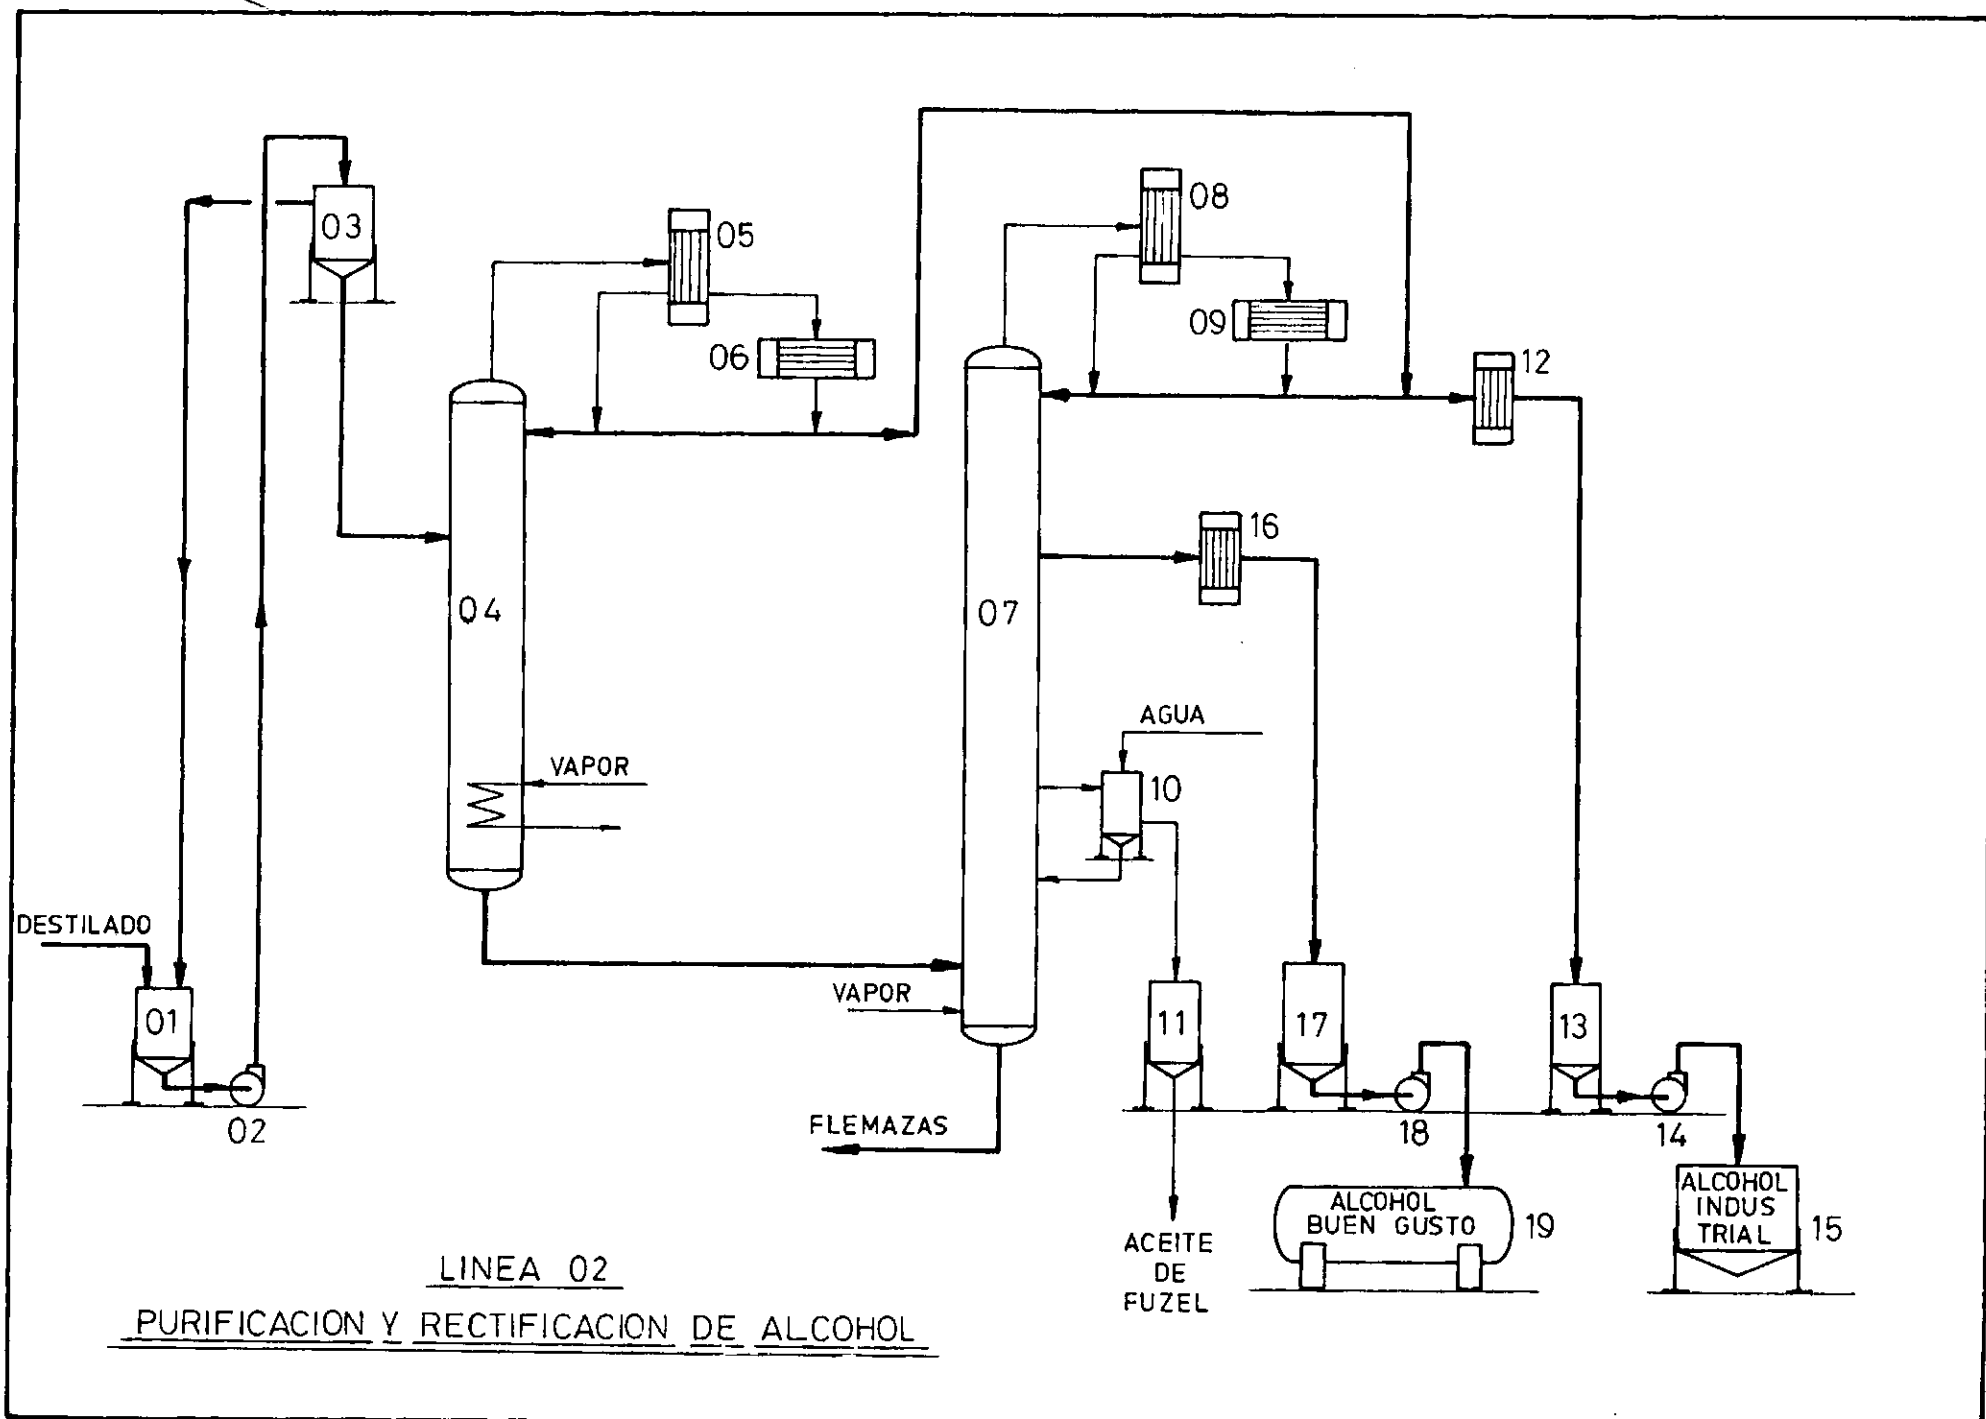 03
05
06
08
09
12
04
07
16
VAPOR
AGUA
10
DESTILADO
01
02
VAPOR
FLEMAZAS
11
17
13
18
14
ACEITE
DE
FUZEL
ALCOHOL
BUEN GUSTO
19
ALCOHOL
INDUS
TRIAL
15
LINEA 02
PURIFICACION Y RECTIFICACION DE ALCOHOL